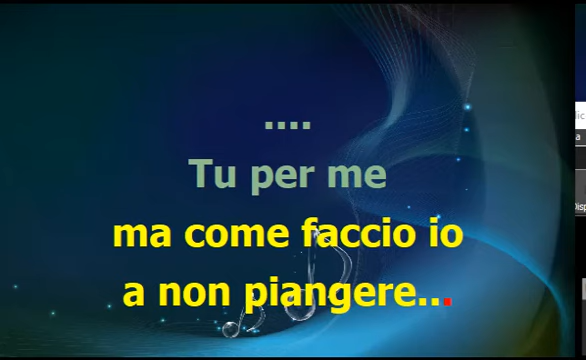 ....
Tu per me
ma come faccio io
a non piangere...